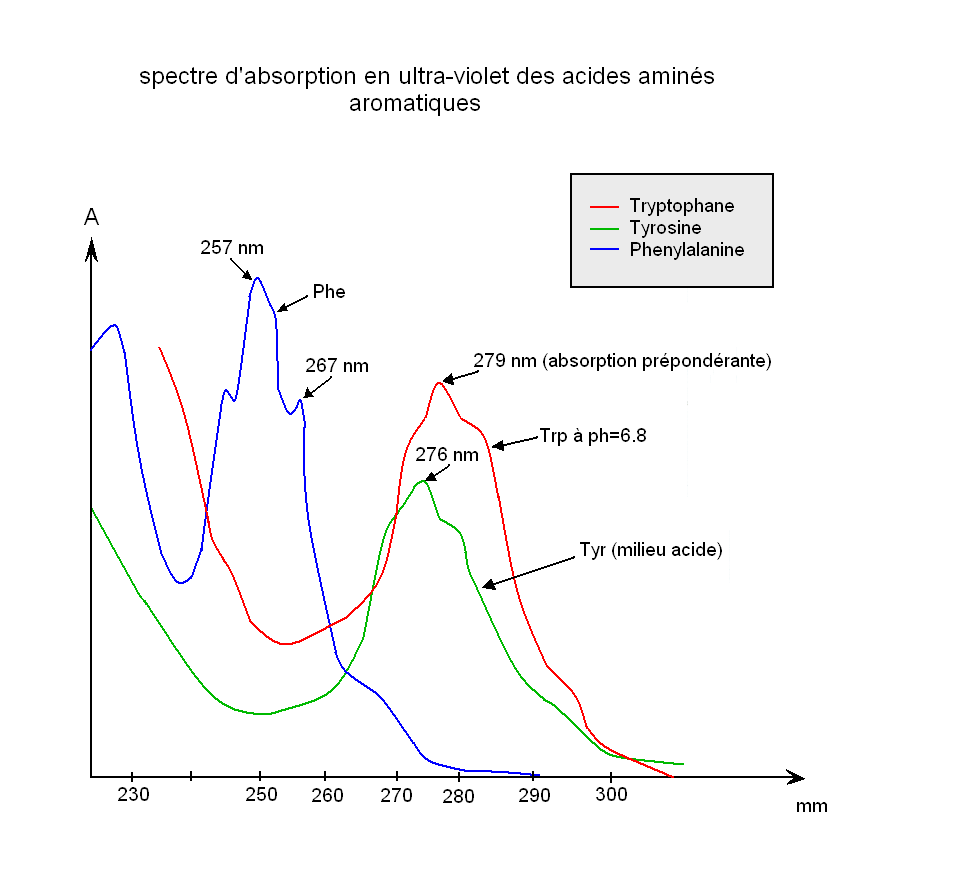 spectre d'absorption en ultra-violet des acides aminés
aromatiques
Tryptophane
Tyrosine
Phenylalanine
A
257 nm
Phe
267 nm
279 nm (absorption prépondérante)
Trp à ph=6.8
276 nm
Tyr (milieu acide)
230
250
260
270
280
290
300
mm